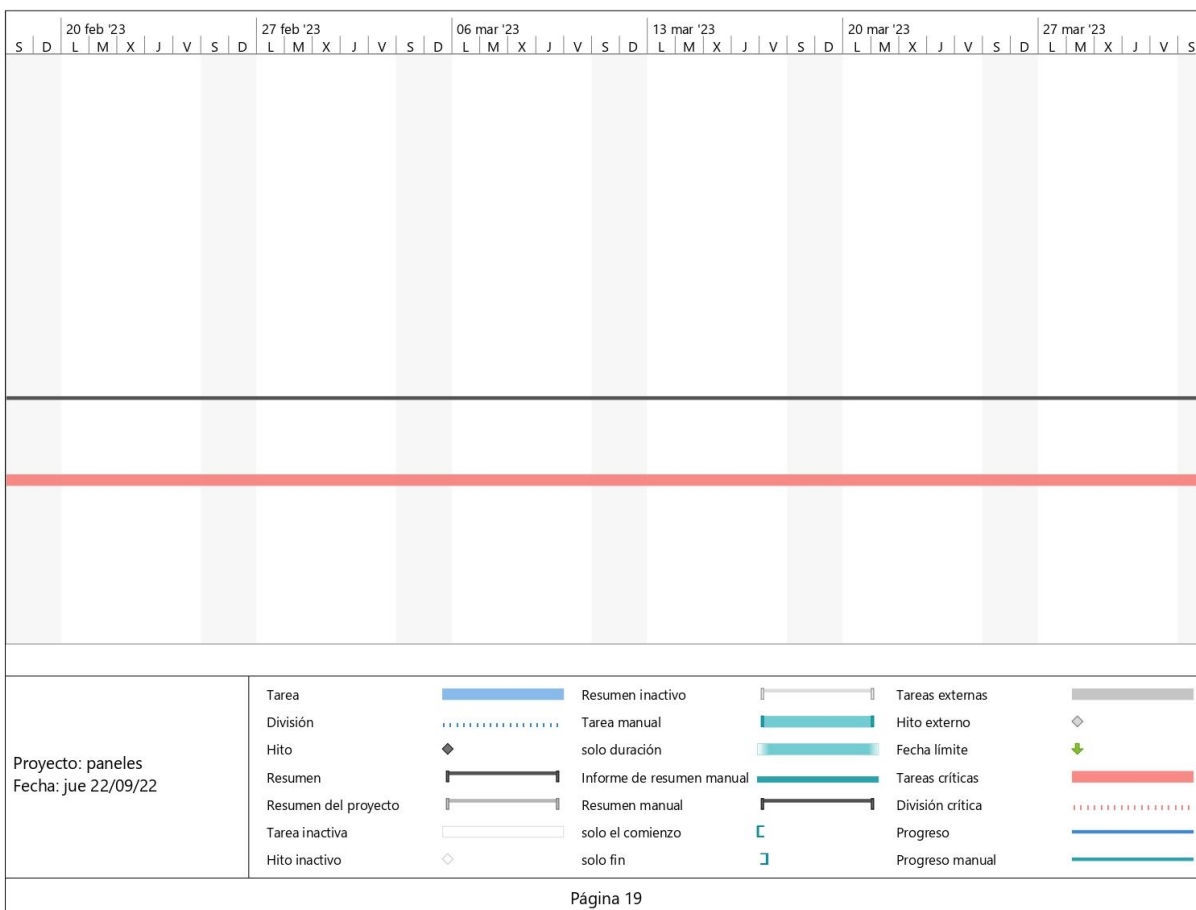 20 feb '23 27 feb '23 06 mar '23 13 mar '23 20 mar '23 27 mar '23
S D L M X J V S D L M X J V S D L M X J V S D L M X J V S D L M X J V S D L M X J V S
Proyecto: paneles
Fecha: jue 22/09/22
Tarea
División
Hito
Resumen
Resumen del proyecto
Tarea inactiva
Hito inactivo
Resumen inactivo
Tarea manual
solo duración
Informe de resumen manual
Resumen manual
solo el comienzo
solo fin
Tareas externas
Hito externo
Fecha límite
Tareas críticas
División crítica
Progreso
Progreso manual
Página 19